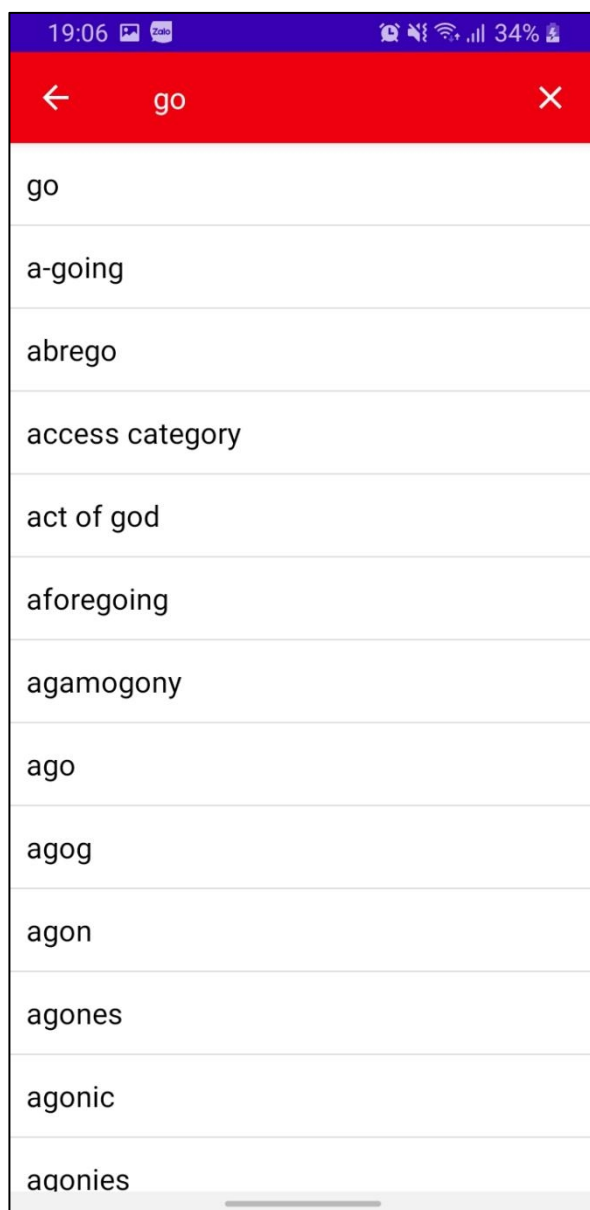 19:06 Zalo 34%
go
go
a-going
abrego
access category
act of god
aforegoing
agamogony
ago
agog
agon
agones
agonic
agonies